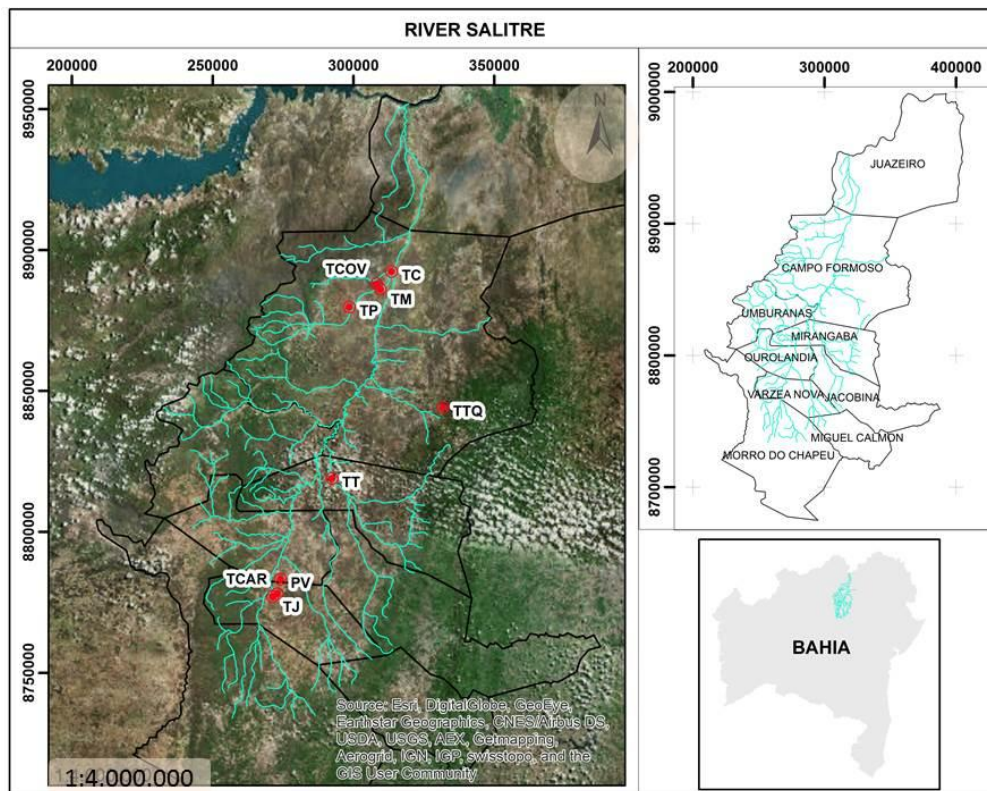 RIVER SALITRE
200000
250000
300000
350000
8950000
8900000
8850000
8800000
8750000
N
TCOV
TC
TM
TP
TTQ
TT
TCAR
PV
TJ
Source: Esri, DigitalGlobe, GeoEye,
Earthstar Geographics, CNES/Airbus DS,
USDA, USGS, AEX, Getmapping,
Aerogrid, IGN, IGP, swisstopo, and the
GIS User Community
1:4.000.000
200000
300000
400000
9000000
8900000
8800000
8700000
JUAZEIRO
CAMPO FORMOSO
UMBURANAS
MIRANGABA
OUROLANDIA
VARZEA NOVA
JACOBINA
MIGUEL CALMON
MORRO DO CHAPEU
BAHIA